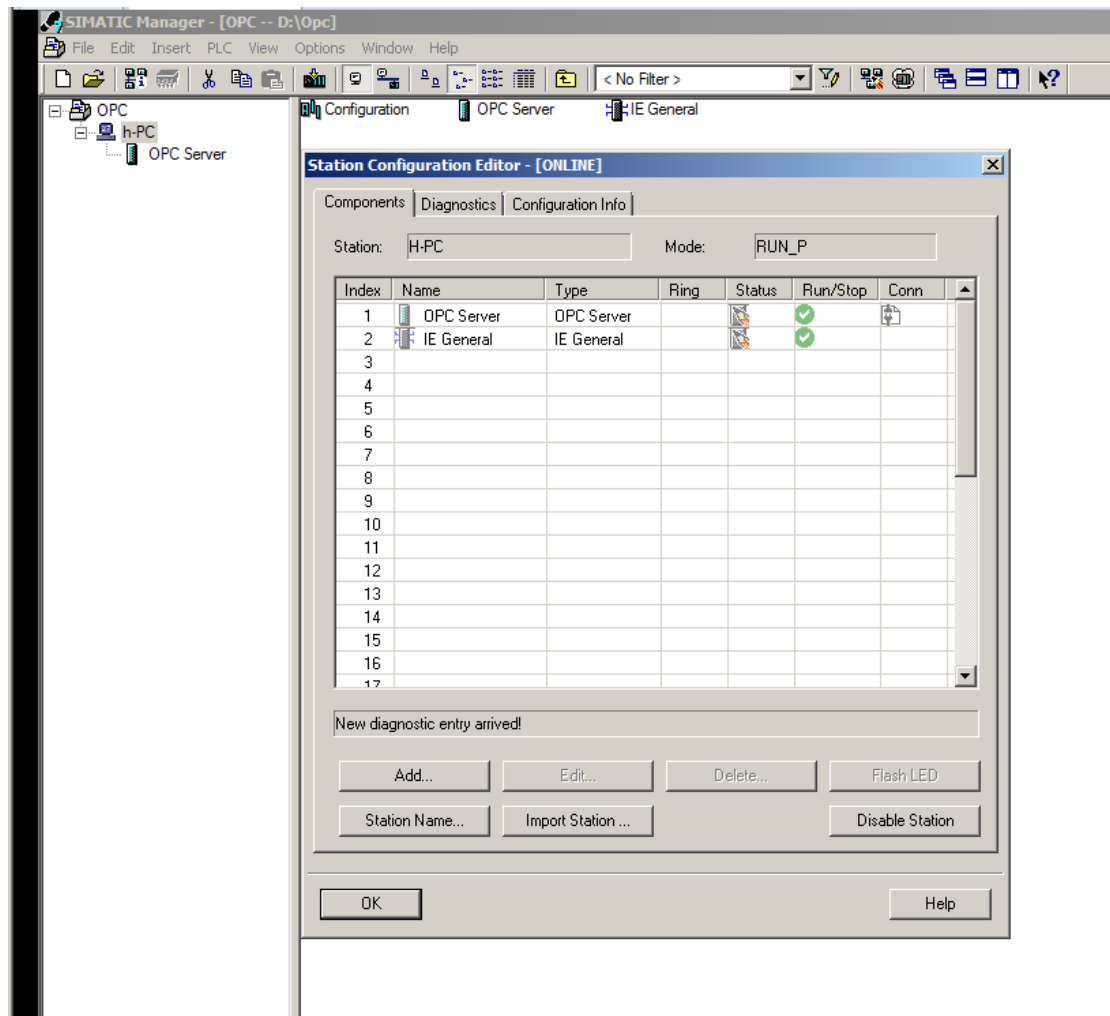 SIMATIC Manager - [OPC -- D:\Opc]
File Edit Insert PLC View Options Window Help
< No Filter >
OPC
h-PC
OPC Server
Configuration OPC Server IE General
Station Configuration Editor - [ONLINE]
Components Diagnostics Configuration Info
Station: H-PC Mode: RUN_P
Index Name Type Ring Status Run/Stop Conn
1 OPC Server OPC Server
2 IE General IE General
3
4
5
6
7
8
9
10
11
12
13
14
15
16
17
New diagnostic entry arrived!
Add... Edit... Delete... Flash LED
Station Name... Import Station ... Disable Station
OK Help